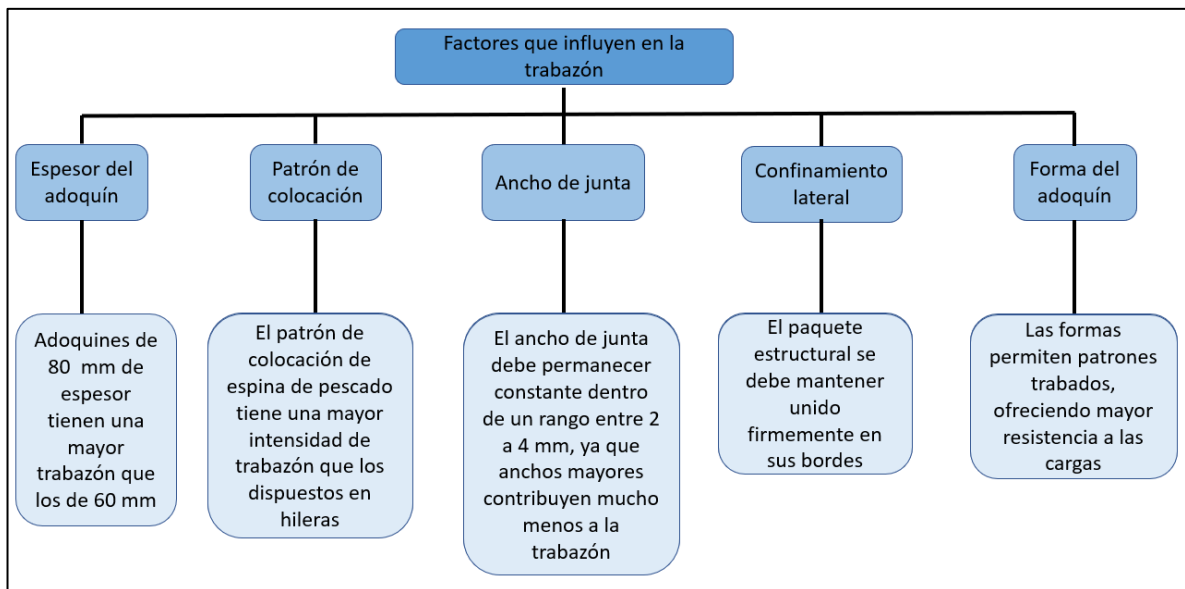 Factores que influyen en la
trabazón
Espesor del
adoquín
Patrón de
colocación
Ancho de junta
Confinamiento
lateral
Forma del
adoquín
Adoquines de
80 mm de
espesor
tienen una
mayor
trabazón que
los de 60 mm
El patrón de
colocación de
espina de pescado
tiene una mayor
intensidad de
trabazón que los
dispuestos en
hileras
El ancho de junta
debe permanecer
constante dentro
de un rango entre 2
a 4 mm, ya que
anchos mayores
contribuyen mucho
menos a la
trabazón
El paquete
estructural se
debe mantener
unido
firmemente en
sus bordes
Las formas
permiten patrones
trabados,
ofreciendo mayor
resistencia a las
cargas